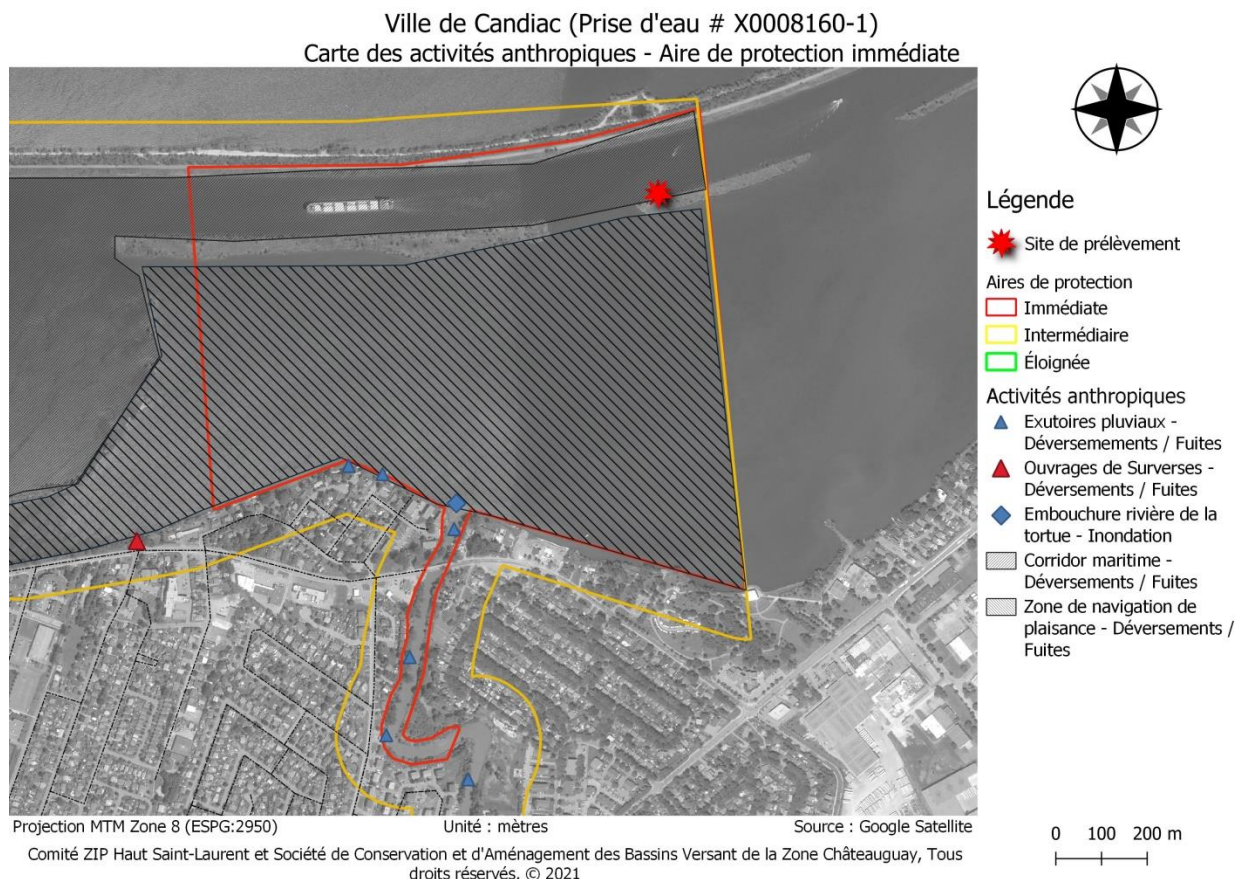 Ville de Candiac (Prise d'eau # X0008160-1)
Carte des activités anthropiques - Aire de protection immédiate
Légende
Site de prélèvement
Aires de protection
Immédiate
Intermédiaire
Éloignée
Activités anthropiques
Exutoires pluviaux -
Déversemements / Fuites
Ouvrages de Surverses -
Déversements / Fuites
Embouchure rivière de la
tortue - Inondation
Corridor maritime -
Déversements / Fuites
Zone de navigation de
plaisance - Déversements /
Fuites
Projection MTM Zone 8 (ESPG:2950)
Unité : mètres
Source : Google Satellite
0 100 200 m
Comité ZIP Haut Saint-Laurent et Société de Conservation et d'Aménagement des Bassins Versant de la Zone Châteauguay, Tous
droits réservés, © 2021